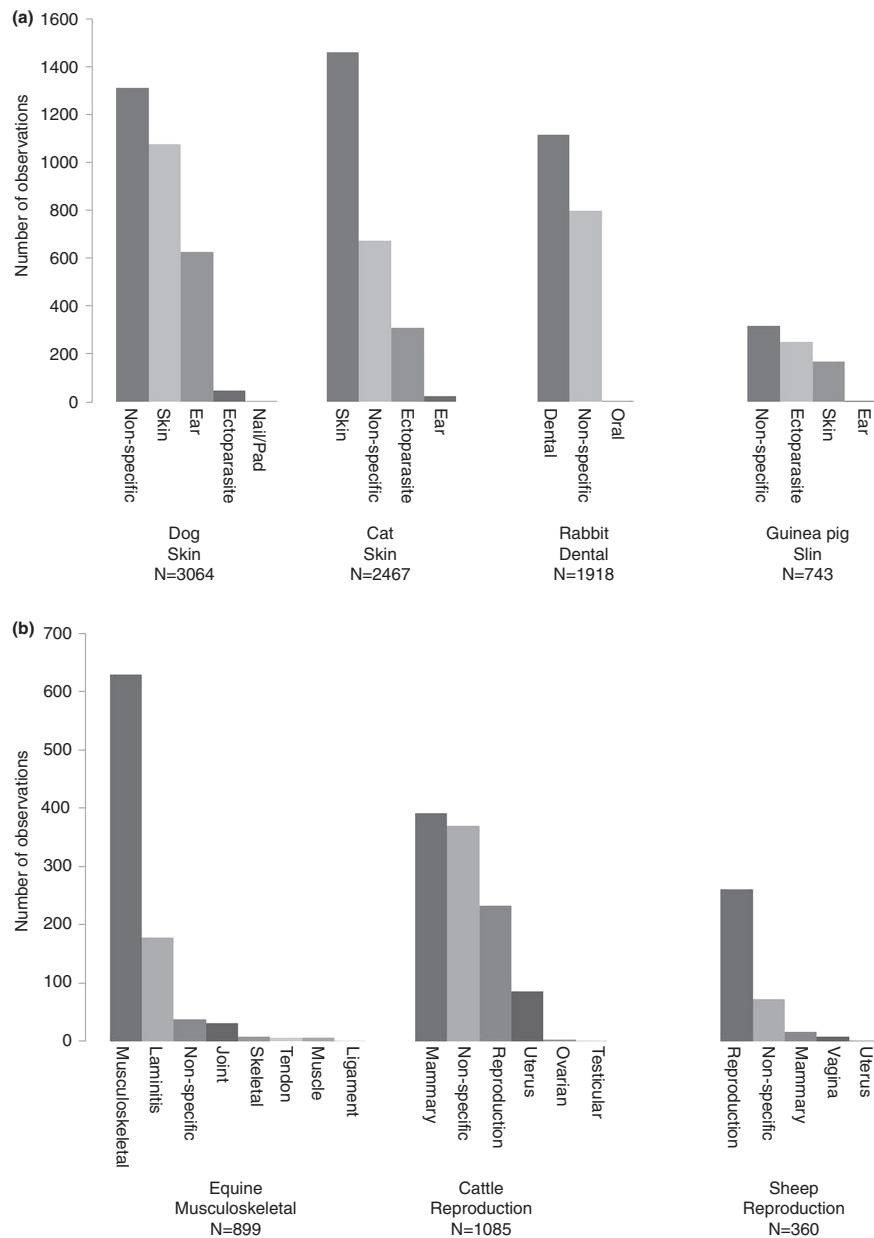 (a)
1600
1400
1200
1000
800
600
400
200
0
Number of observations
Non-specific
Skin
Ear
Ectoparasite
Nail/Pad
Skin
Non-specific
Ectoparasite
Ear
Dental
Non-specific
Oral
Non-specific
Ectoparasite
Skin
Ear
Dog
Skin
N=3064
Cat
Skin
N=2467
Rabbit
Dental
N=1918
Guinea pig
Slin
N=743
(b)
700
600
500
400
300
200
100
0
Number of observations
Musculoskeletal
Laminitis
Non-specific
Joint
Skeletal
Tendon
Muscle
Ligament
Mammary
Non-specific
Reproduction
Uterus
Ovarian
Testicular
Reproduction
Non-specific
Mammary
Vagina
Uterus
Equine
Musculoskeletal
N=899
Cattle
Reproduction
N=1085
Sheep
Reproduction
N=360